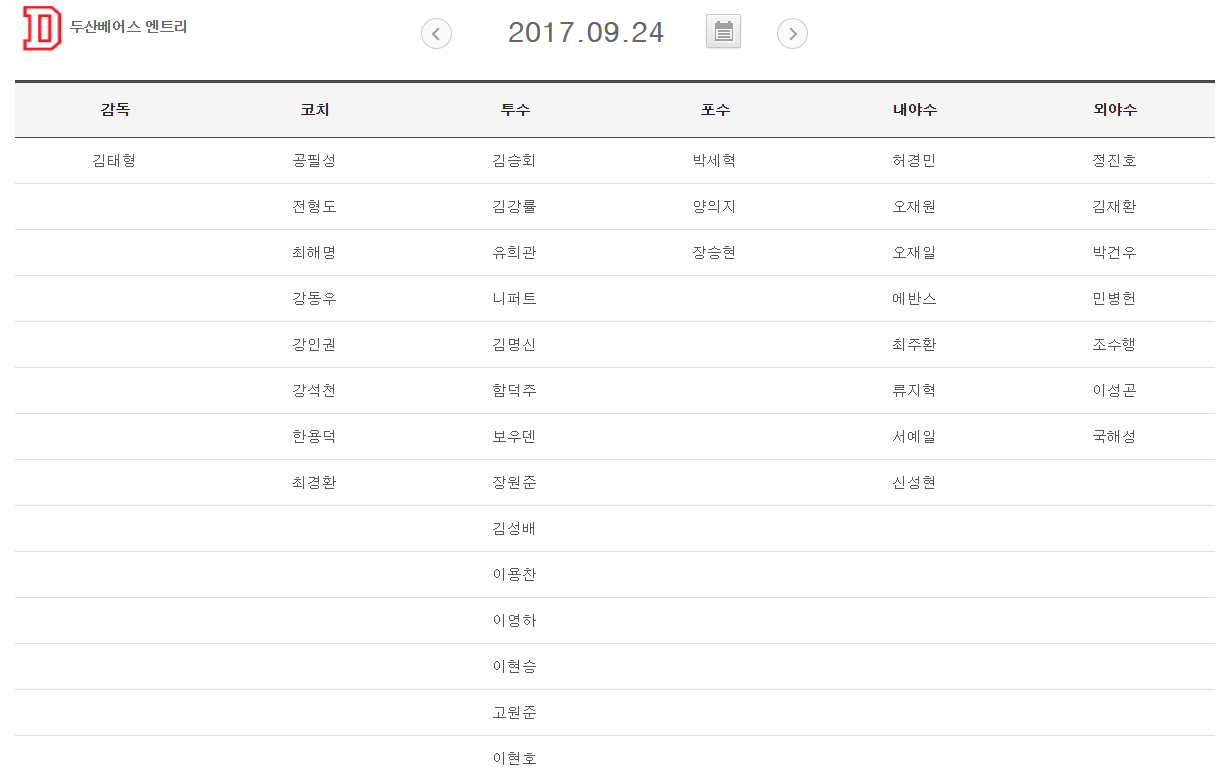 두산베어스 엔트리
2017.09.24
감독 코치 투수 포수 내야수 외야수
김태형 공필성 김승회 박세혁 허경민 정진호
전형도 김강률 양의지 오재원 김재환
최해명 유희관 장승현 오재일 박건우
강동우 니퍼트 에반스 민병헌
강인권 김명신 최주환 조수행
강석천 함덕주 류지혁 이성곤
한용덕 보우덴 서예일 국해성
최경환 장원준 신성현
김성배
이용찬
이영하
이현승
고원준
이현호